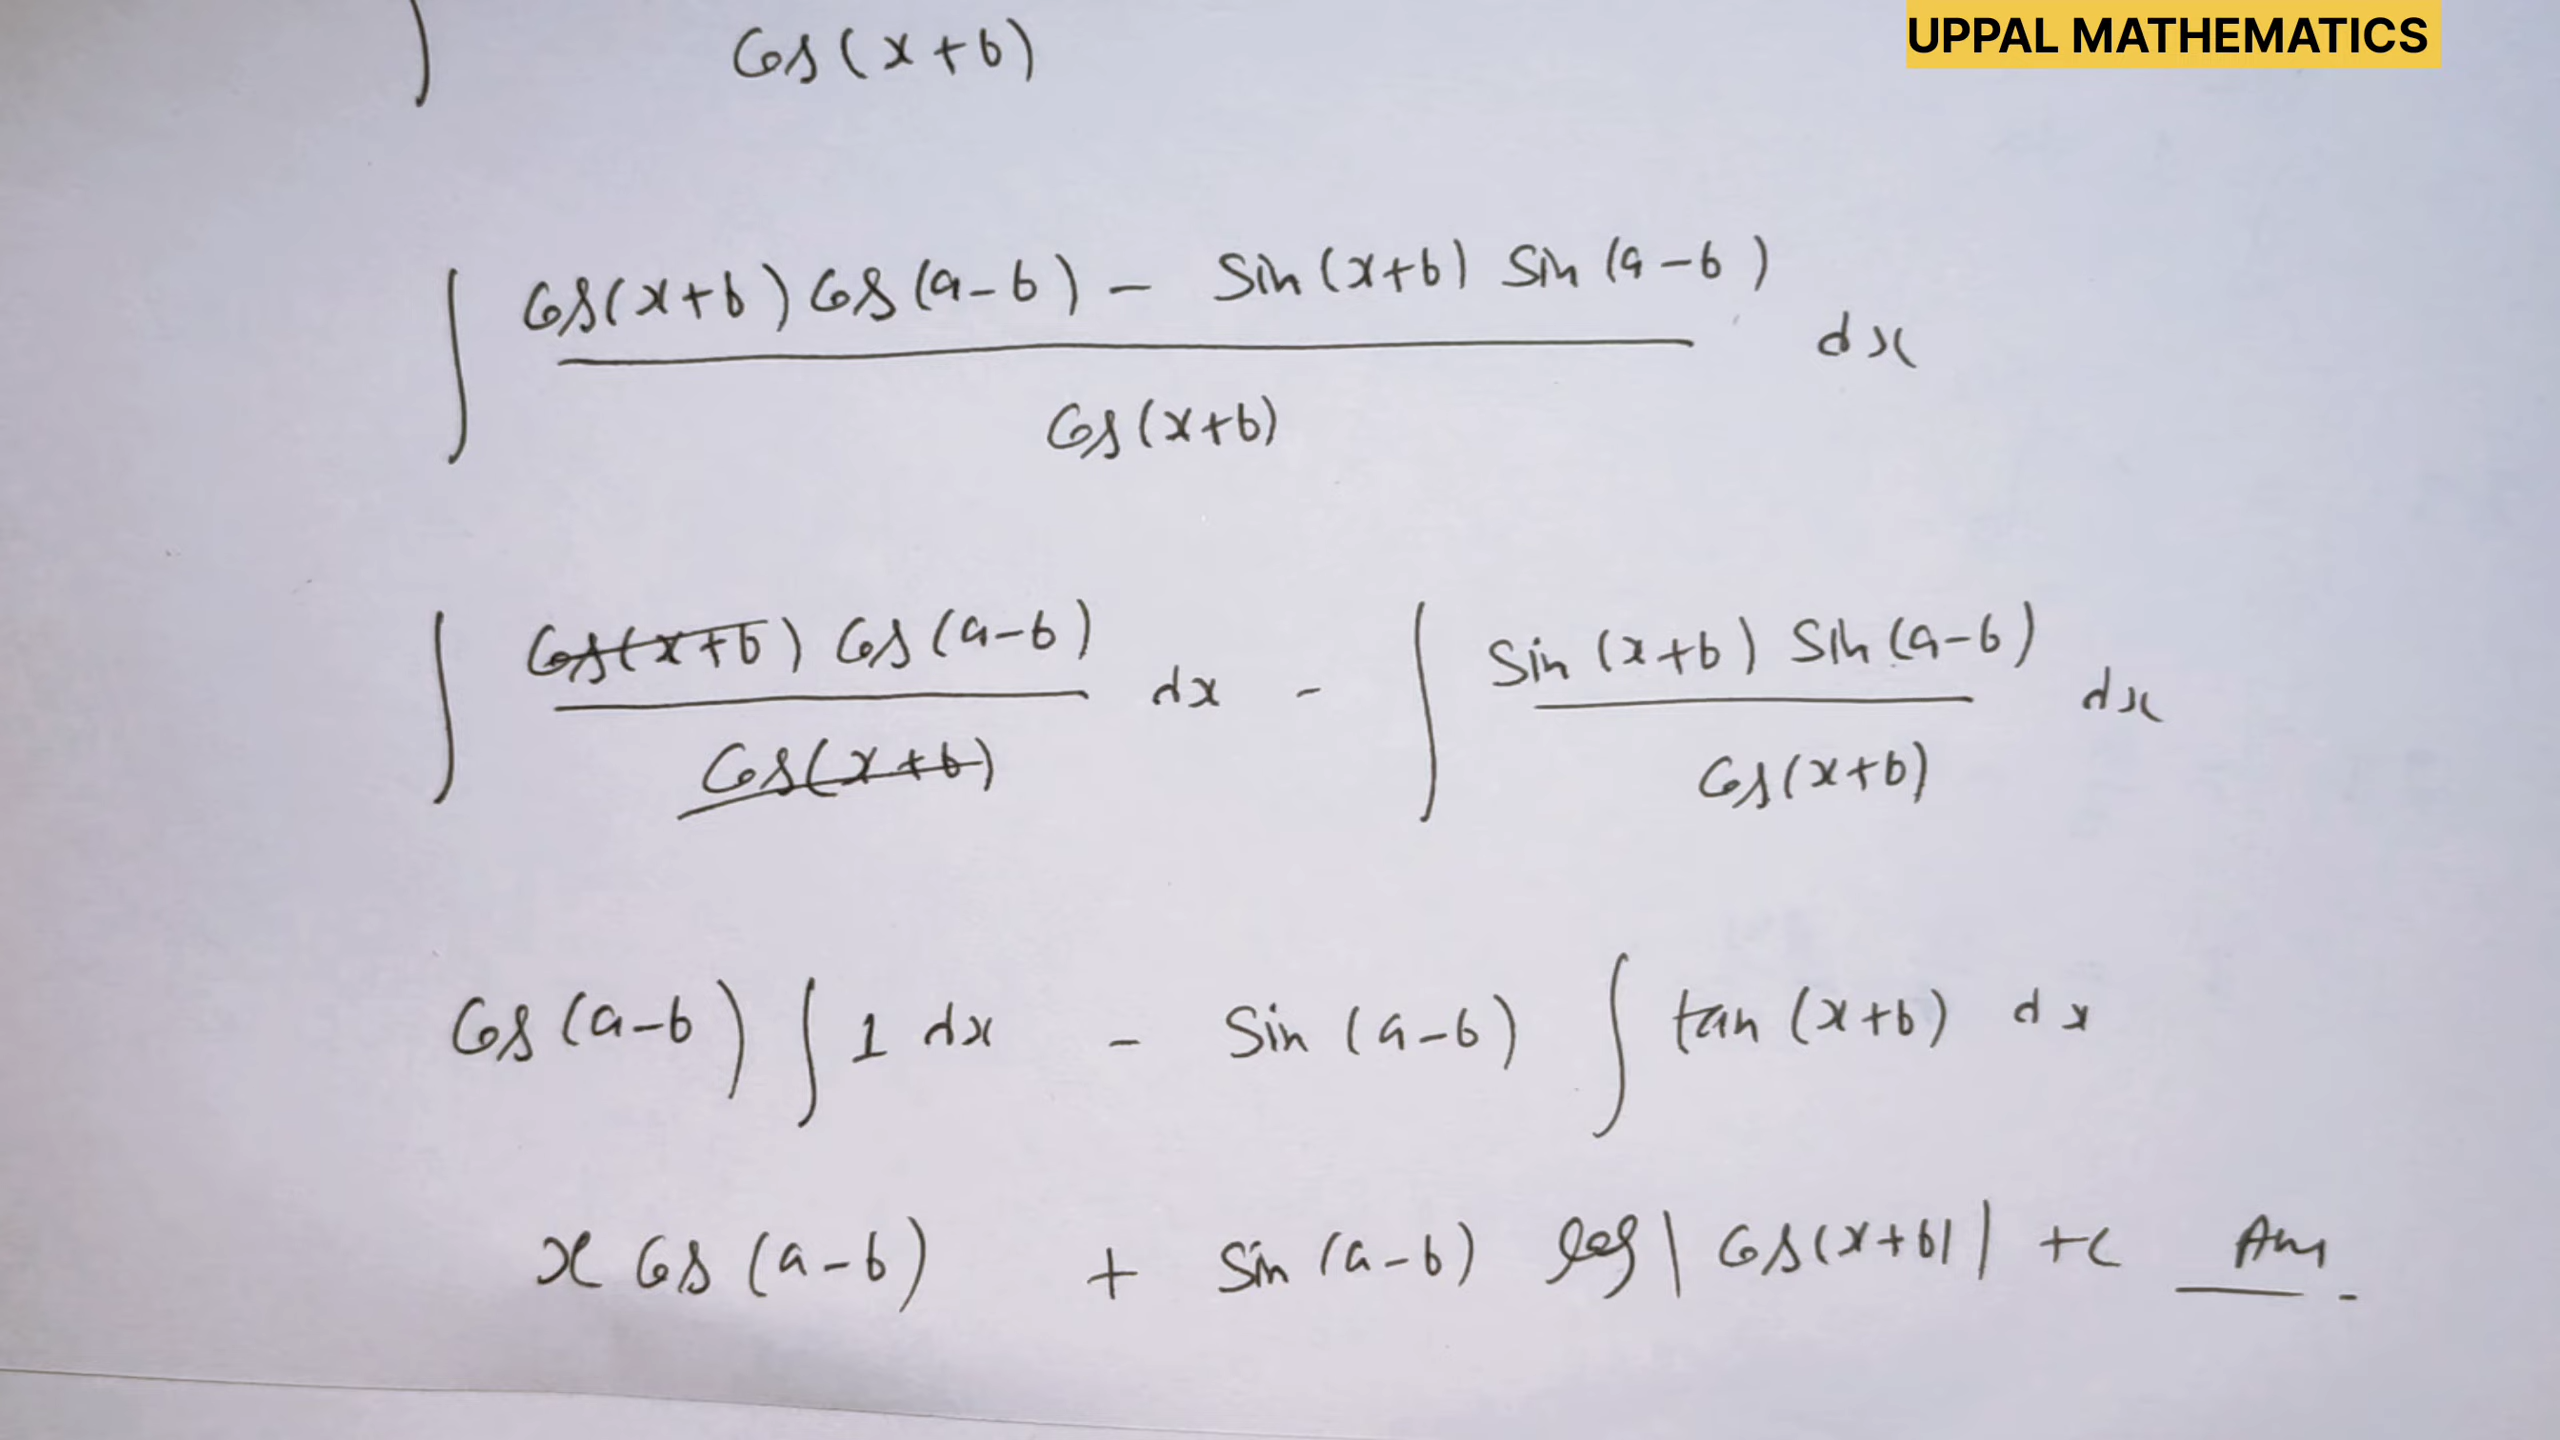 UPPAL MATHEMATICS
∫ Cos(x+b)
∫ Cos(x+b) Cos(a-b) - Sin(x+b) Sin(a-b) dx
Cos(x+b)
∫ Cos(x+b) Cos(a-b) dx - ∫ Sin(x+b) Sin(a-b) dx
Cos(x+b) Cos(x+b)
Cos(a-b) ∫ 1 dx - Sin(a-b) ∫ tan(x+b) dx
x Cos(a-b) + Sin(a-b) log|Cos(x+b)| +c Ans.